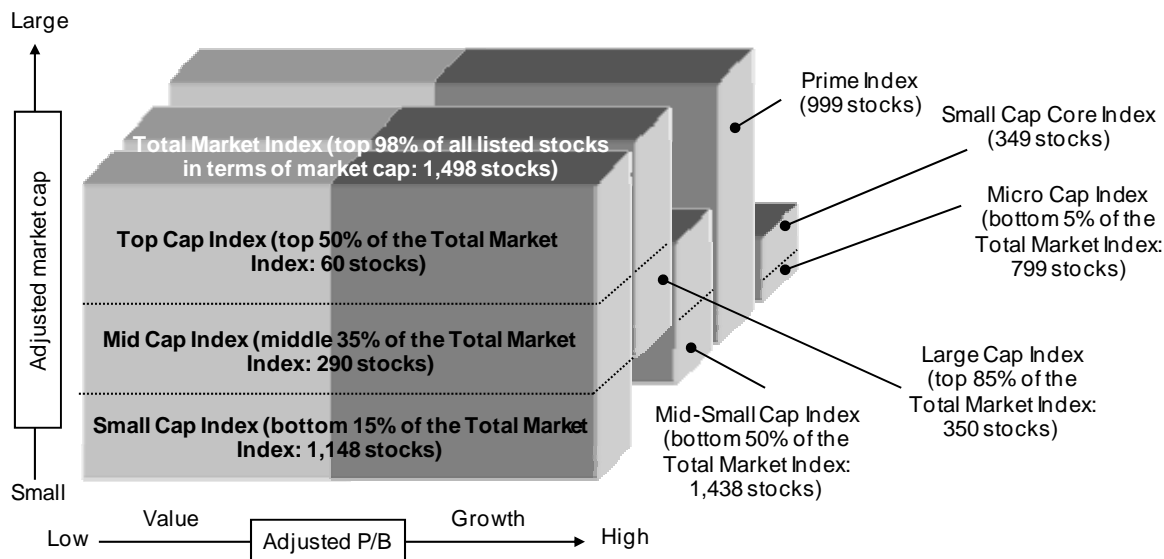 Large
Adjusted market cap
Small
Total Market Index (top 98% of all listed stocks
in terms of market cap: 1,498 stocks)
Top Cap Index (top 50% of the Total Market
Index: 60 stocks)
Mid Cap Index (middle 35% of the Total Market
Index: 290 stocks)
Small Cap Index (bottom 15% of the Total Market
Index: 1,148 stocks)
Prime Index
(999 stocks)
Small Cap Core Index
(349 stocks)
Micro Cap Index
(bottom 5% of the
Total Market Index:
799 stocks)
Large Cap Index
(top 85% of the
Total Market Index:
350 stocks)
Mid-Small Cap Index
(bottom 50% of the
Total Market Index:
1,438 stocks)
Low
Value
Adjusted P/B
Growth
High